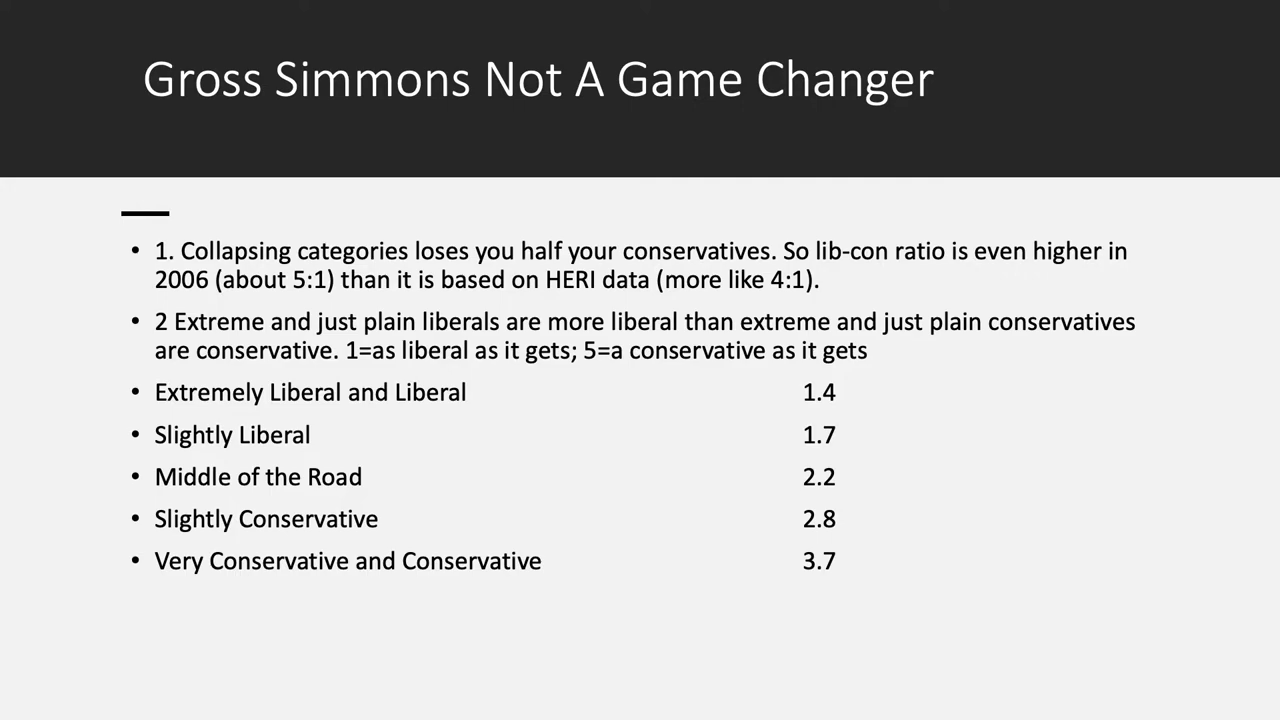 Gross Simmons Not A Game Changer
• 1. Collapsing categories loses you half your conservatives. So lib-con ratio is even higher in
2006 (about 5:1) than it is based on HERI data (more like 4:1).
• 2 Extreme and just plain liberals are more liberal than extreme and just plain conservatives
are conservative. 1=as liberal as it gets; 5=a conservative as it gets
• Extremely Liberal and Liberal 1.4
• Slightly Liberal 1.7
• Middle of the Road 2.2
• Slightly Conservative 2.8
• Very Conservative and Conservative 3.7